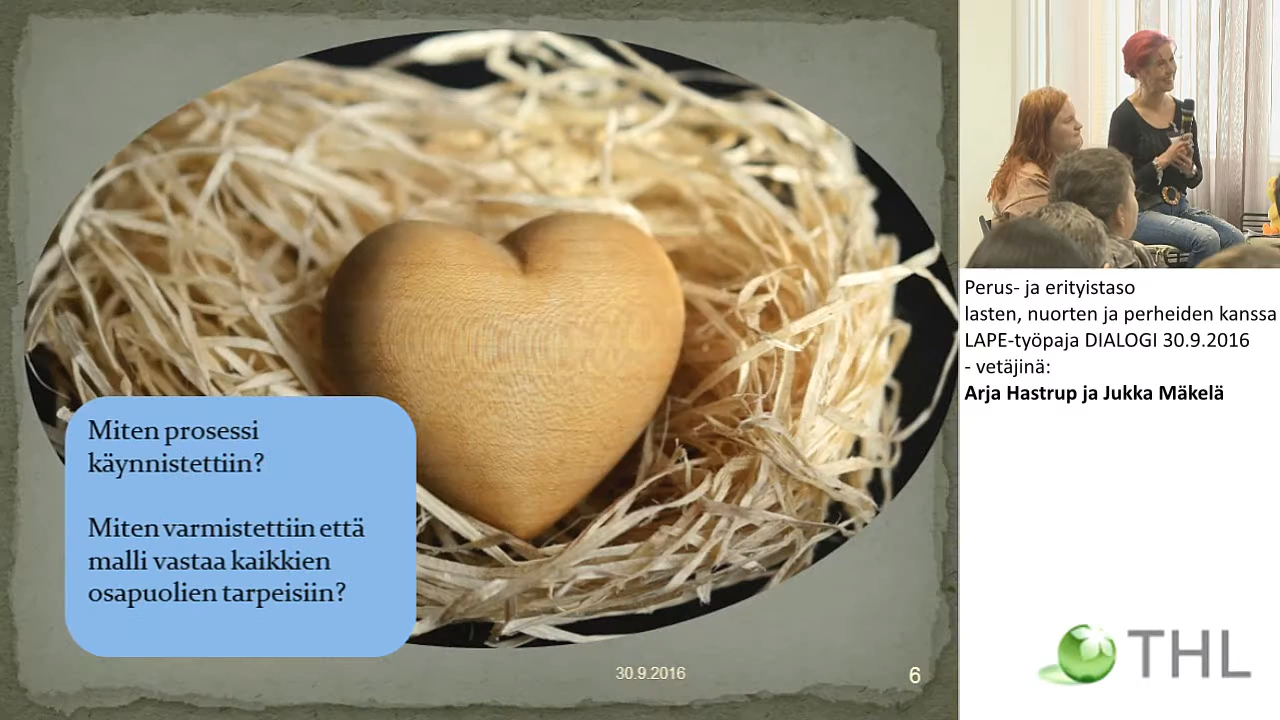 Miten prosessi
käynnistettiin?
Miten varmistettiin että
malli vastaa kaikkien
osapuolien tarpeisiin?
30.9.2016
6
Perus- ja erityistaso
lasten, nuorten ja perheiden kanssa
LAPE-työpaja DIALOGI 30.9.2016
- vetäjinä:
Arja Hastrup ja Jukka Mäkelä
THL